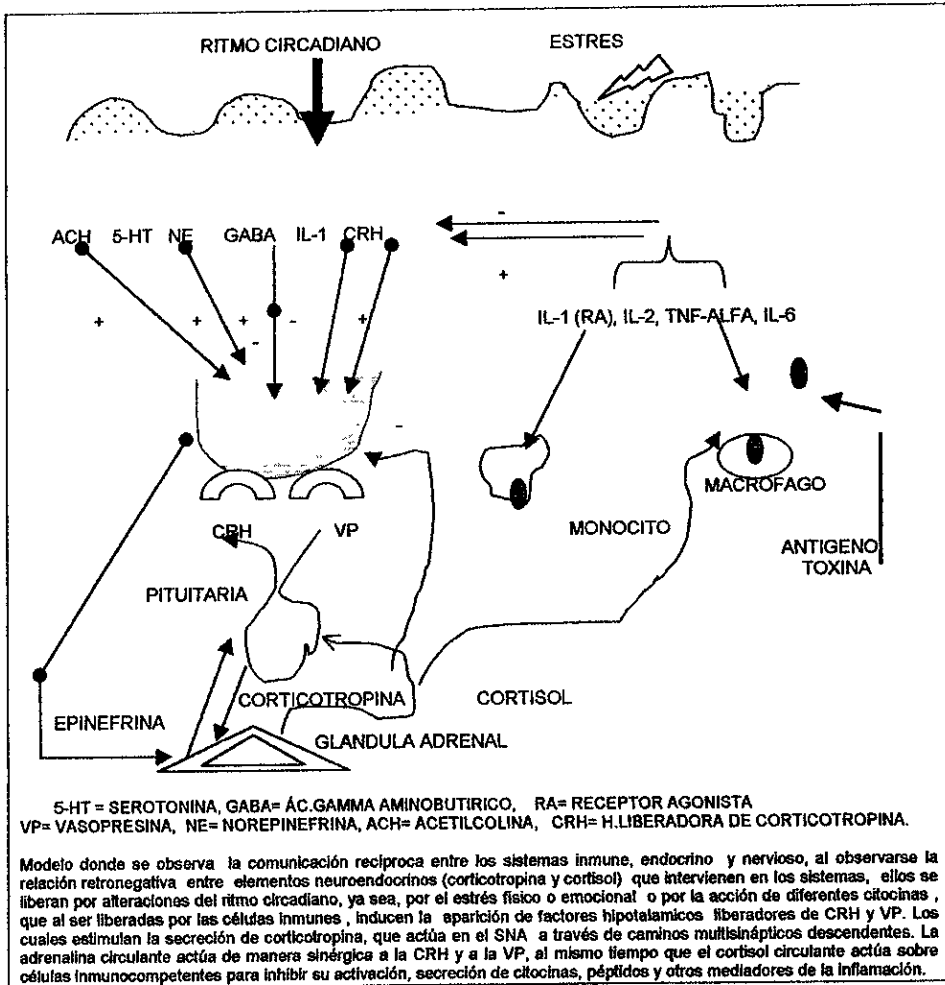 RITMO CIRCADIANO ESTRES
-
ACH 5-HT NE GABA IL-1 CRH
+
+ + + - +
-
IL-1 (RA), IL-2, TNF-ALFA, IL-6
-
MACROFAGO
CRH VP MONOCITO
ANTIGENO
TOXINA
PITUITARIA
CORTICOTROPINA CORTISOL
EPINEFRINA
GLANDULA ADRENAL
5-HT = SEROTONINA, GABA= ÁC.GAMMA AMINOBUTIRICO, RA= RECEPTOR AGONISTA
VP= VASOPRESINA, NE= NOREPINEFRINA, ACH= ACETILCOLINA, CRH= H.LIBERADORA DE CORTICOTROPINA.
Modelo donde se observa la comunicación recíproca entre los sistemas inmune, endocrino y nervioso, al observarse la
relación retronegativa entre elementos neuroendocrinos (corticotropina y cortisol) que intervienen en los sistemas, ellos se
liberan por alteraciones del ritmo circadiano, ya sea, por el estrés físico o emocional o por la acción de diferentes citocinas ,
que al ser liberadas por las células inmunes , inducen la aparición de factores hipotalamicos liberadores de CRH y VP. Los
cuales estimulan la secreción de corticotropina, que actúa en el SNA a través de caminos multisinápticos descendentes. La
adrenalina circulante actúa de manera sinérgica a la CRH y a la VP, al mismo tiempo que el cortisol circulante actúa sobre
células inmunocompetentes para inhibir su activación, secreción de citocinas, péptidos y otros mediadores de la inflamación.